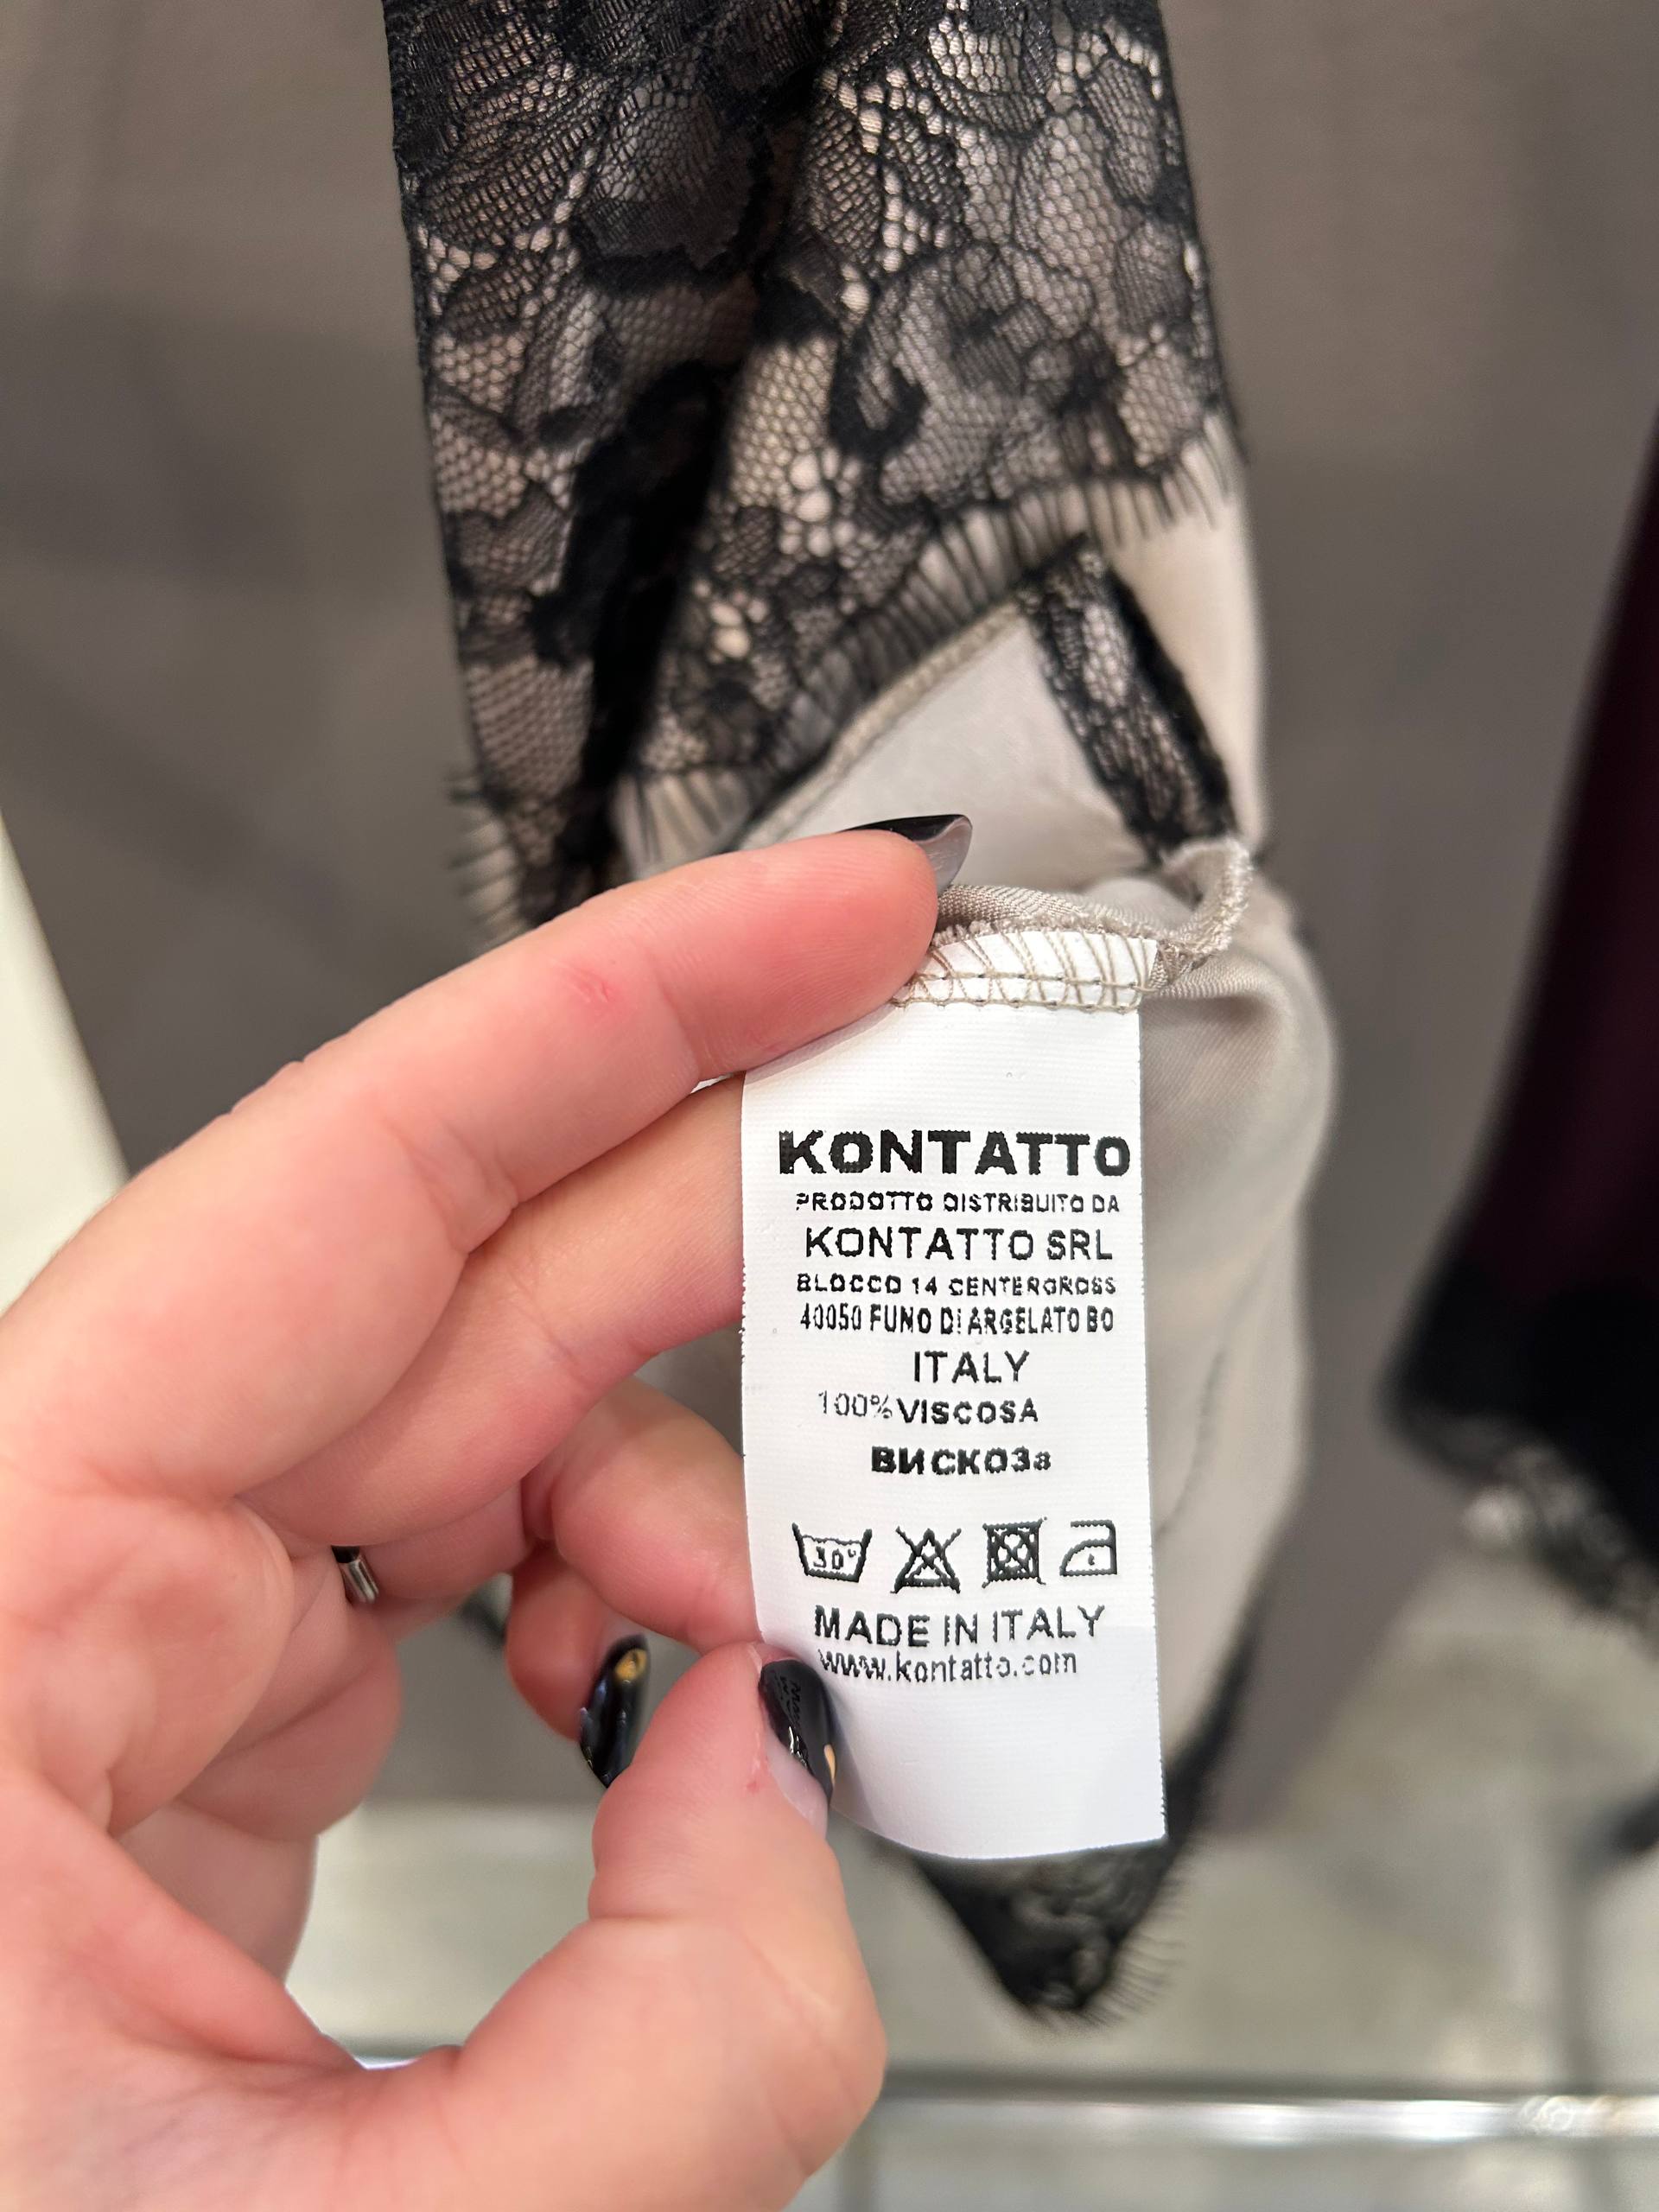 KONTATTO
PRODOTTO DISTRIBUITO DA
KONTATTO SRL
BLOCCO 14 CENTERGROSS
40050 FUNO DI ARGELATO BO
ITALY
100% VISCOSA
ВИСКОЗа
30°
MADE IN ITALY
www.kontatto.com